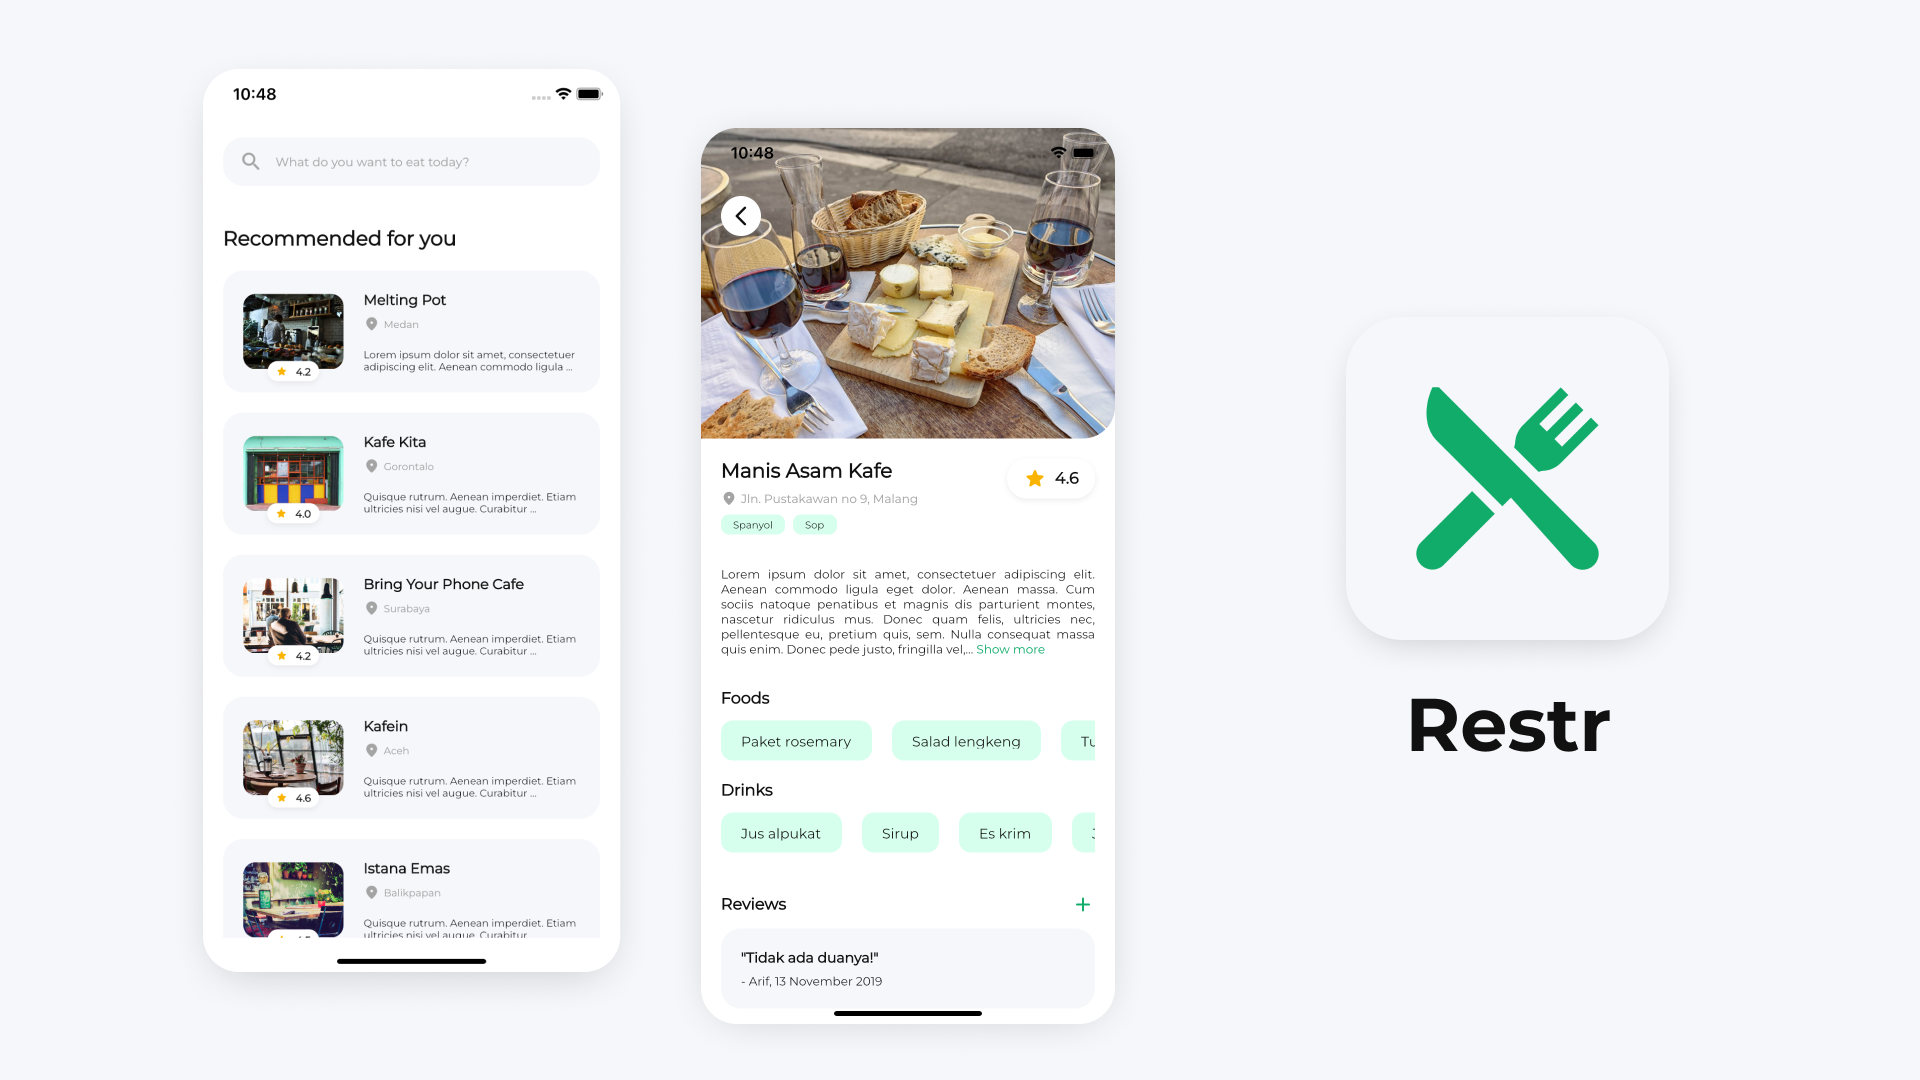 10:48
What do you want to eat today?
Recommended for you
Melting Pot
Medan
Lorem ipsum dolor sit amet, consectetuer
adipiscing elit. Aenean commodo ligula ...
4.2
Kafe Kita
Gorontalo
Quisque rutrum. Aenean imperdiet. Etiam
ultricies nisi vel augue. Curabitur ...
4.0
Bring Your Phone Cafe
Surabaya
Quisque rutrum. Aenean imperdiet. Etiam
ultricies nisi vel augue. Curabitur ...
4.2
Kafein
Aceh
Quisque rutrum. Aenean imperdiet. Etiam
ultricies nisi vel augue. Curabitur ...
4.6
Istana Emas
Balikpapan
Quisque rutrum. Aenean imperdiet. Etiam
ultricies nisi vel augue. Curabitur
10:48
Manis Asam Kafe
4.6
Jln. Pustakawan no 9, Malang
Spanyol Sop
Lorem ipsum dolor sit amet, consectetuer adipiscing elit.
Aenean commodo ligula eget dolor. Aenean massa. Cum
sociis natoque penatibus et magnis dis parturient montes,
nascetur ridiculus mus. Donec quam felis, ultricies nec,
pellentesque eu, pretium quis, sem. Nulla consequat massa
quis enim. Donec pede justo, fringilla vel,... Show more
Foods
Paket rosemary Salad lengkeng Tu
Drinks
Jus alpukat Sirup Es krim
Reviews +
"Tidak ada duanya!"
- Arif, 13 November 2019
Restr